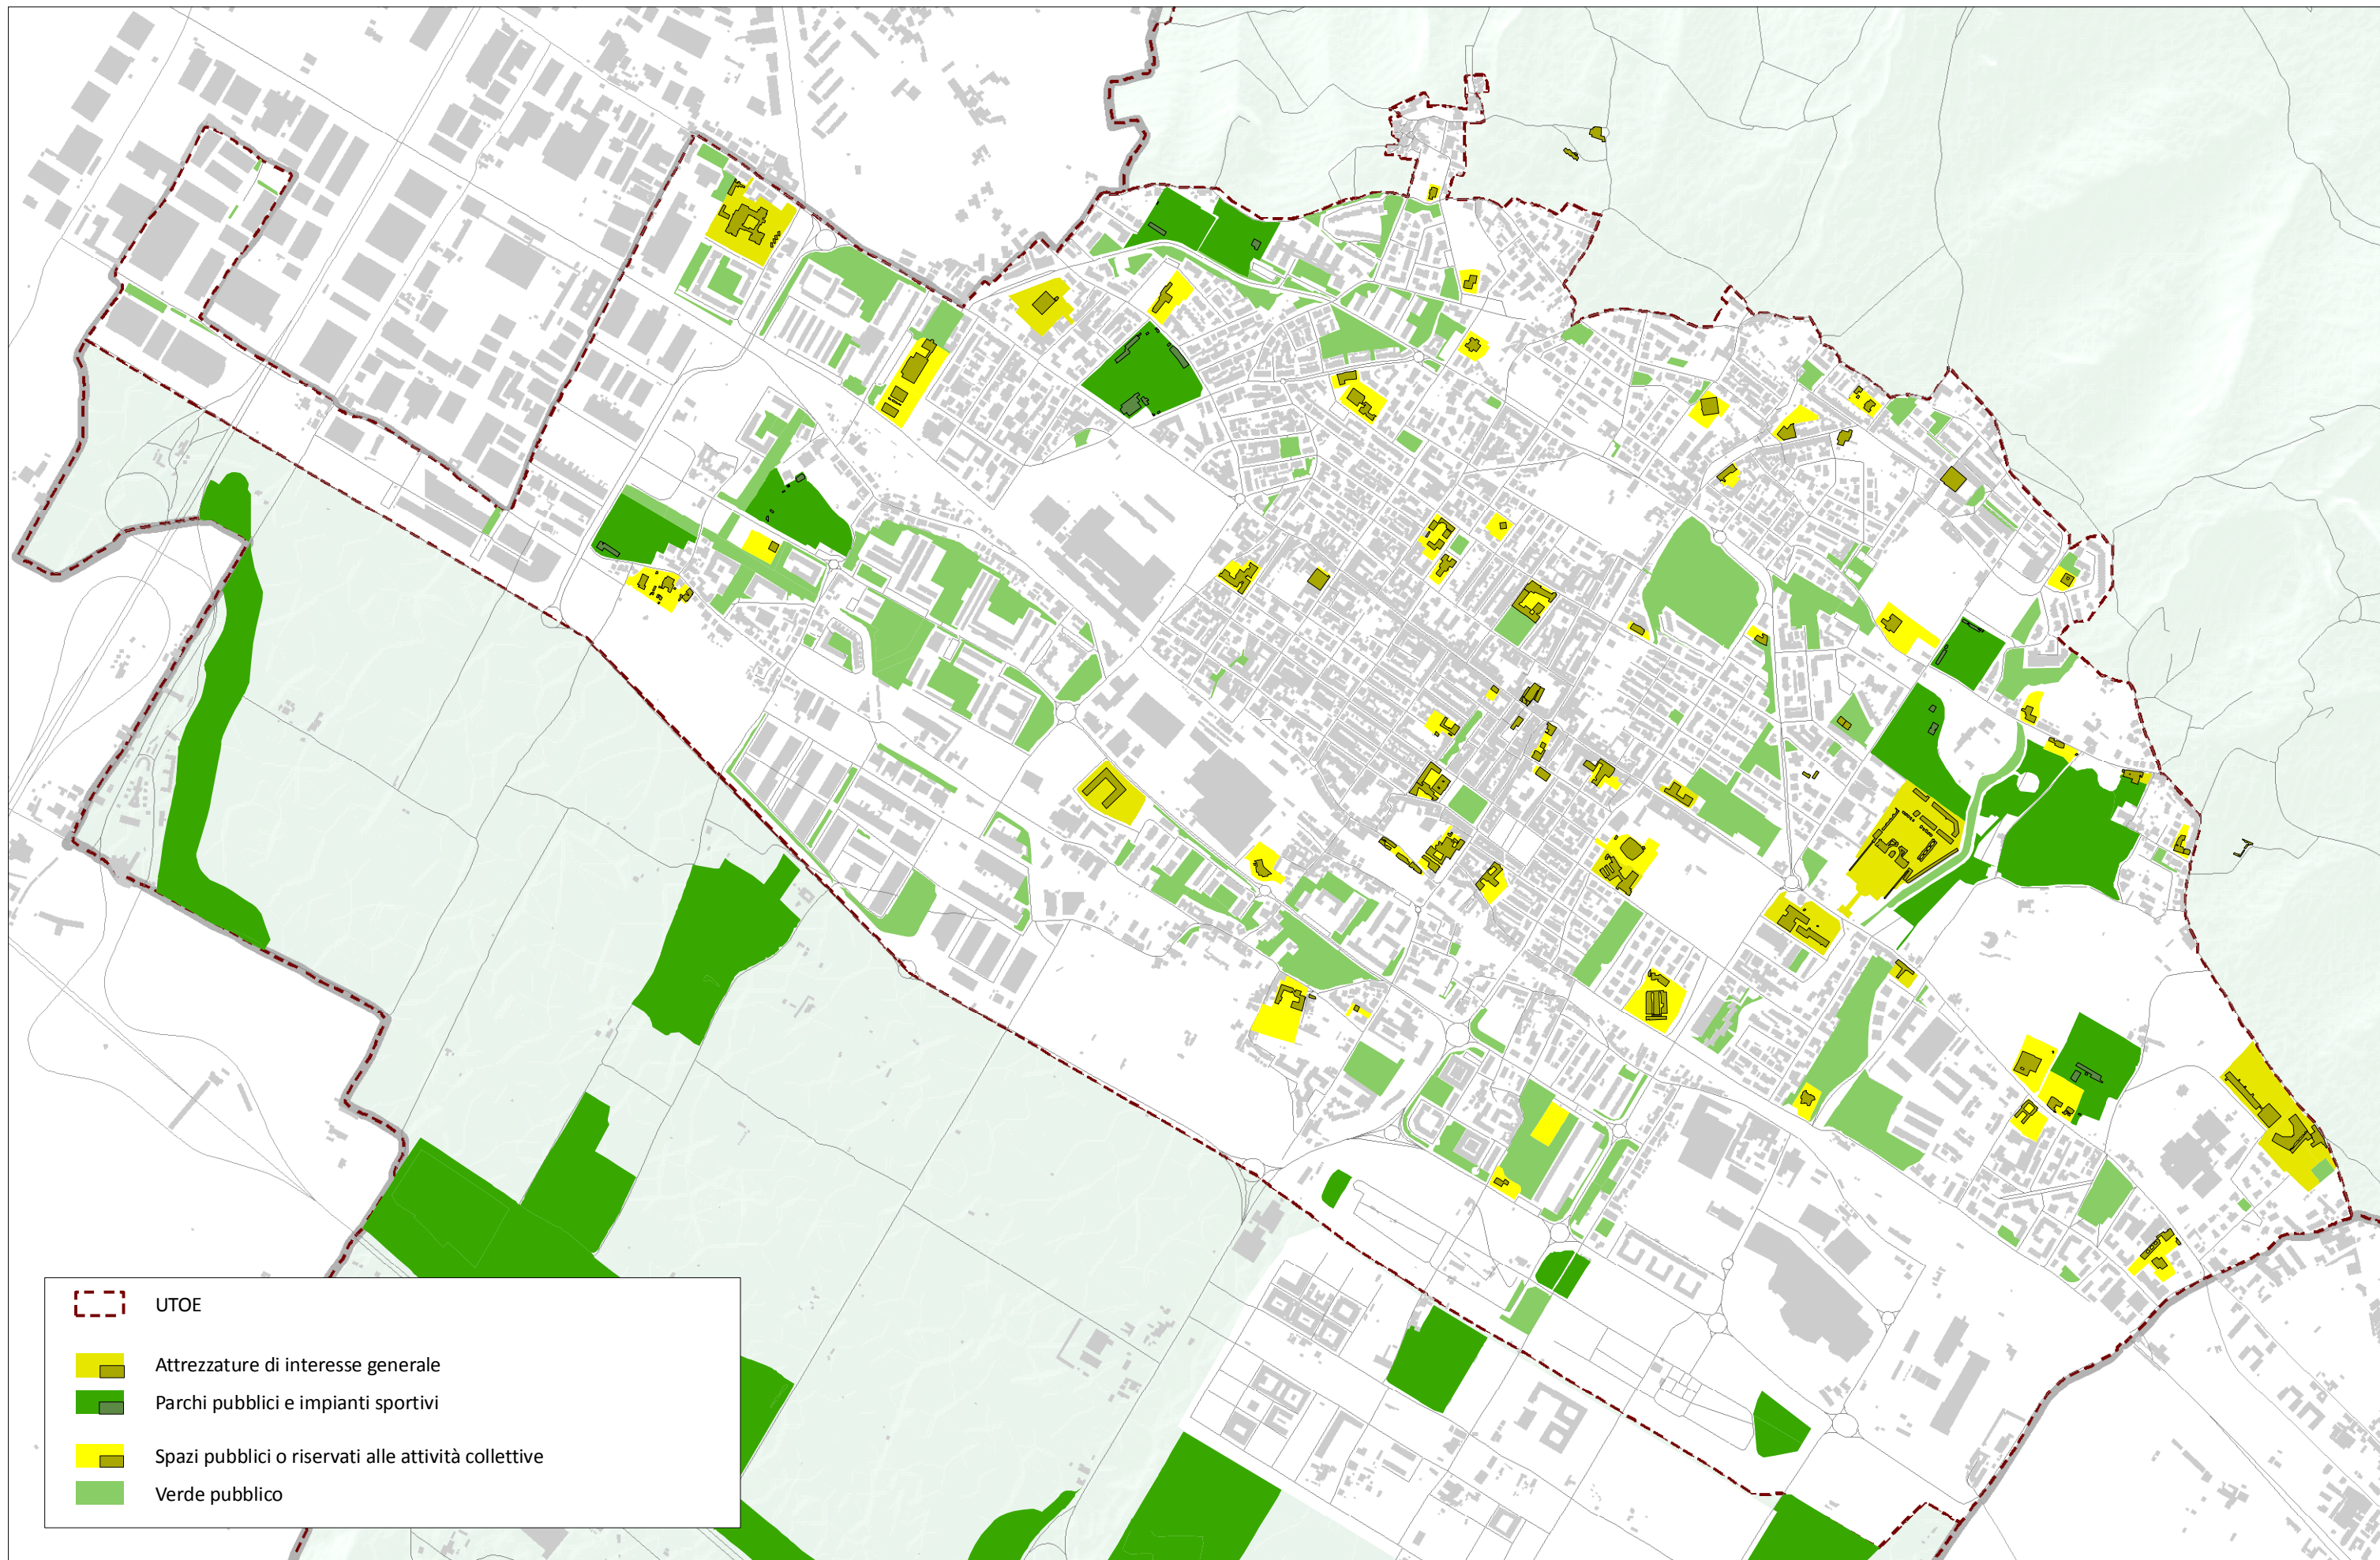 UTOE
Attrezzature di interesse generale
Parchi pubblici e impianti sportivi
Spazi pubblici o riservati alle attività collettive
Verde pubblico